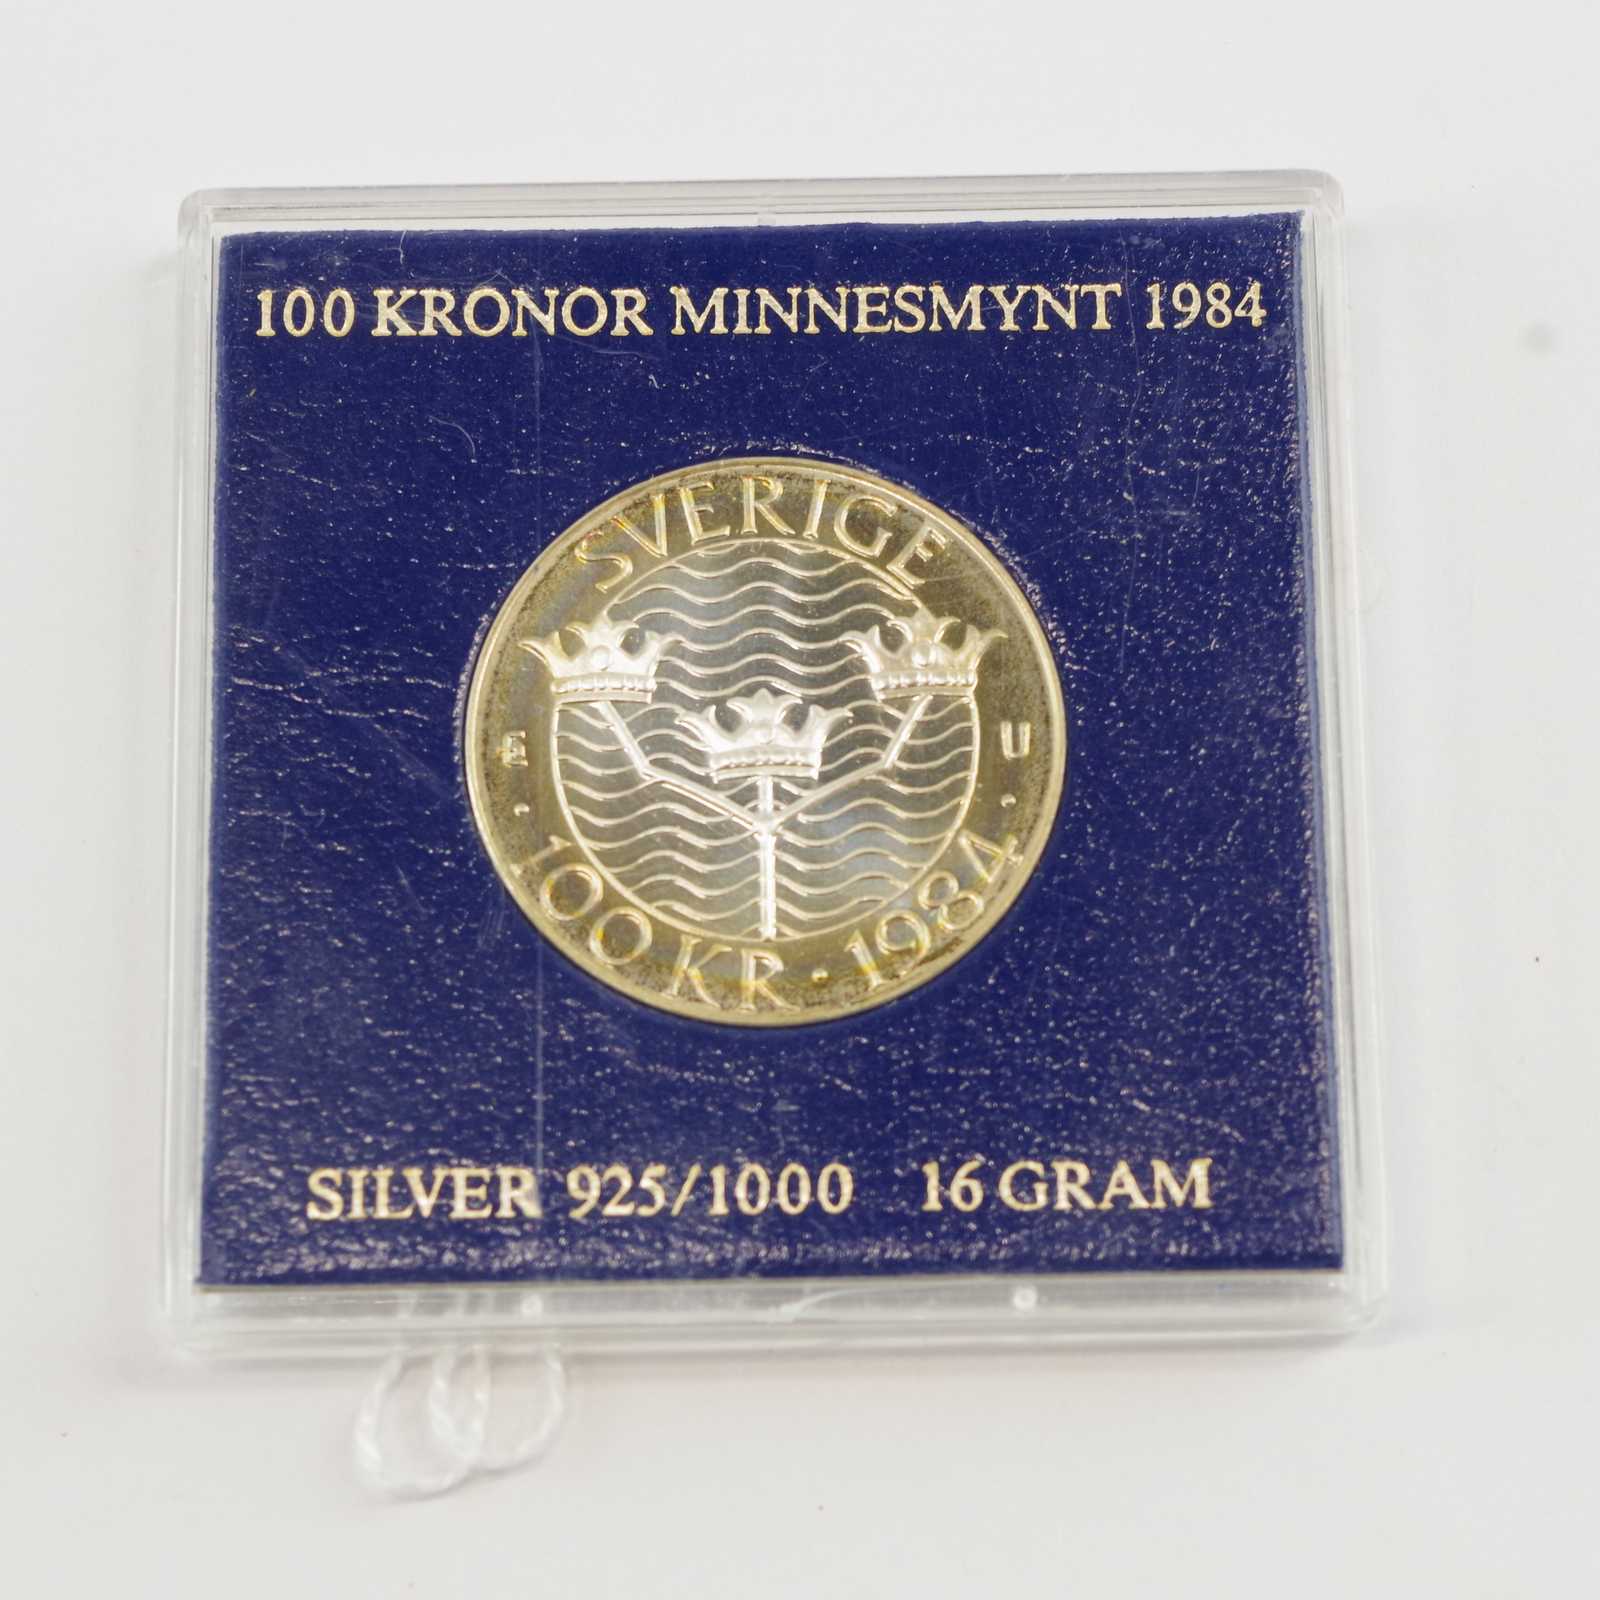 100 KRONOR MINNESMYNT 1984
SVERIGE
E U
100 KR · 1984
SILVER 925/1000 16 GRAM